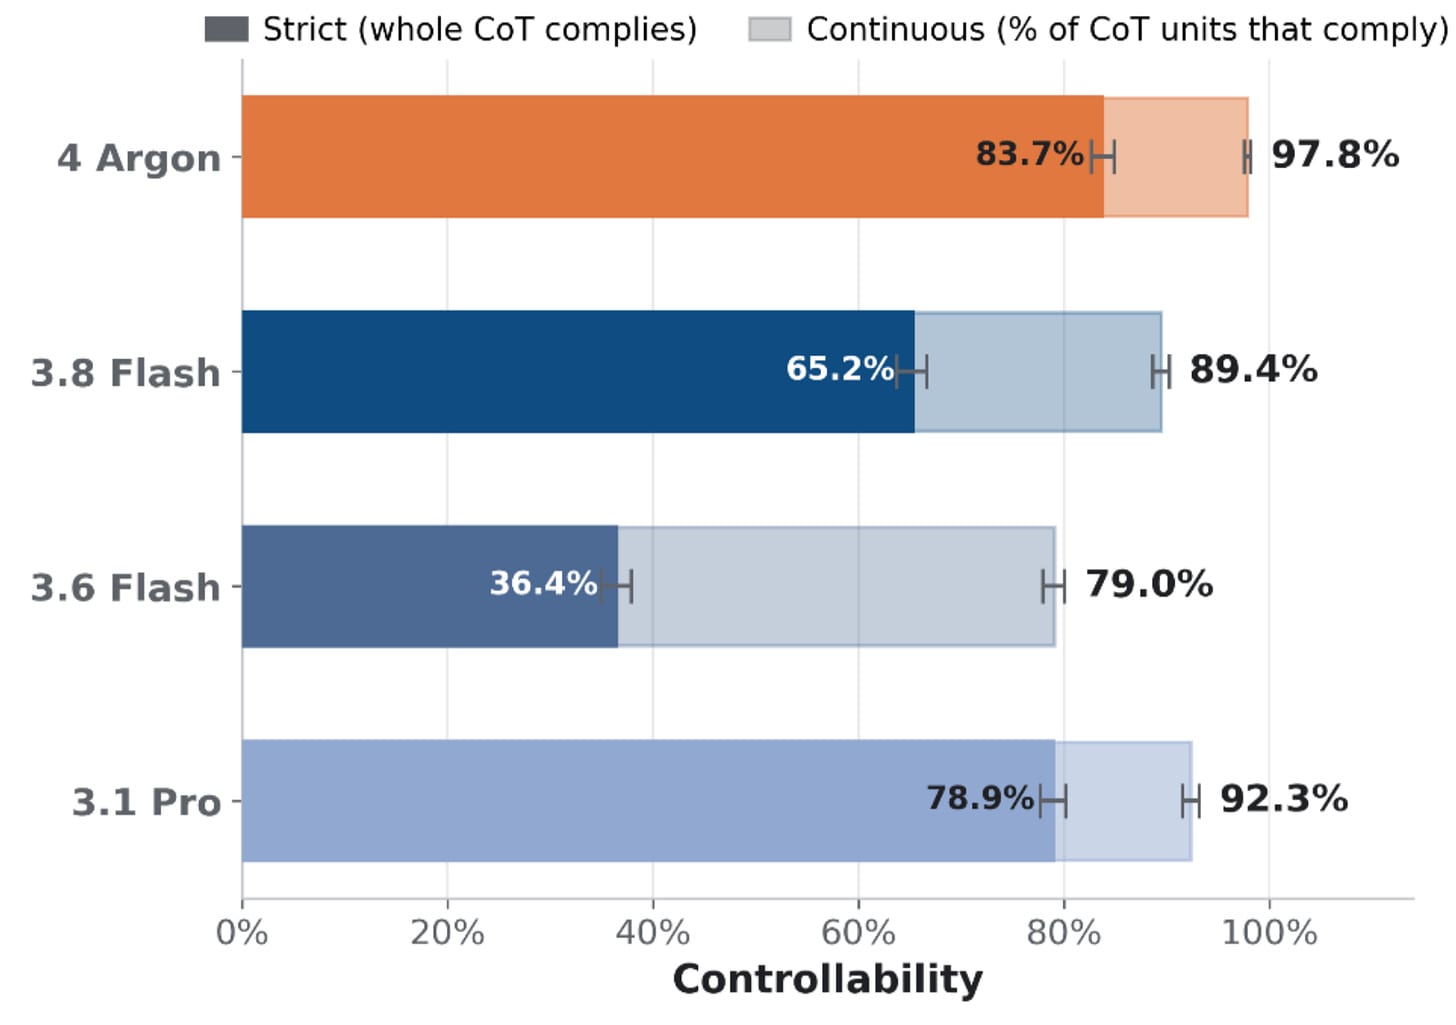 Strict (whole CoT complies) Continuous (% of CoT units that comply)
4 Argon 83.7% 97.8%
3.8 Flash 65.2% 89.4%
3.6 Flash 36.4% 79.0%
3.1 Pro 78.9% 92.3%
0% 20% 40% 60% 80% 100%
Controllability